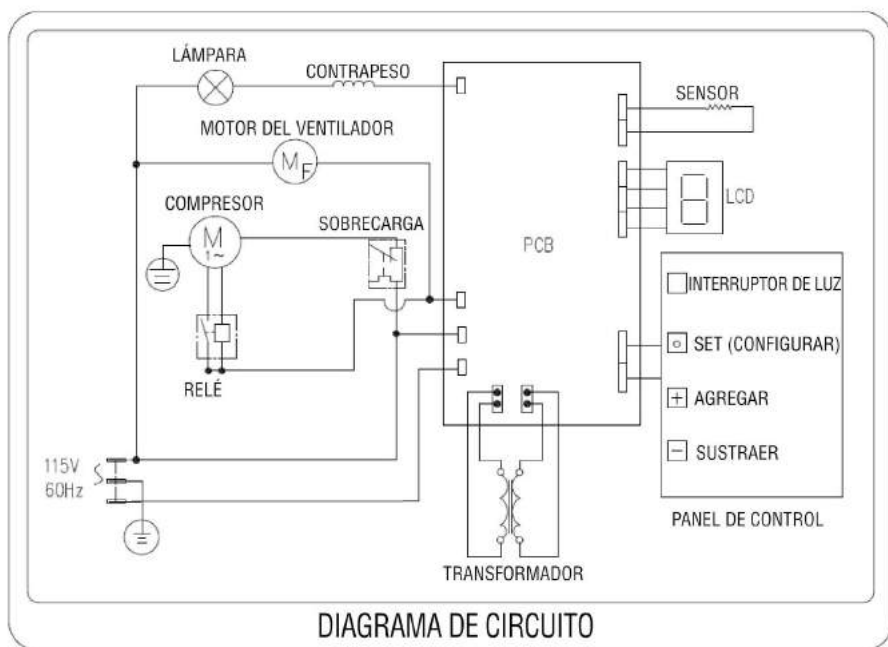 LÁMPARA
CONTRAPESO
MOTOR DEL VENTILADOR
M F
COMPRESOR
M
1~
SOBRECARGA
RELÉ
115V
60Hz
PCB
SENSOR
LCD
INTERRUPTOR DE LUZ
SET (CONFIGURAR)
+ AGREGAR
- SUSTRAER
PANEL DE CONTROL
TRANSFORMADOR
DIAGRAMA DE CIRCUITO